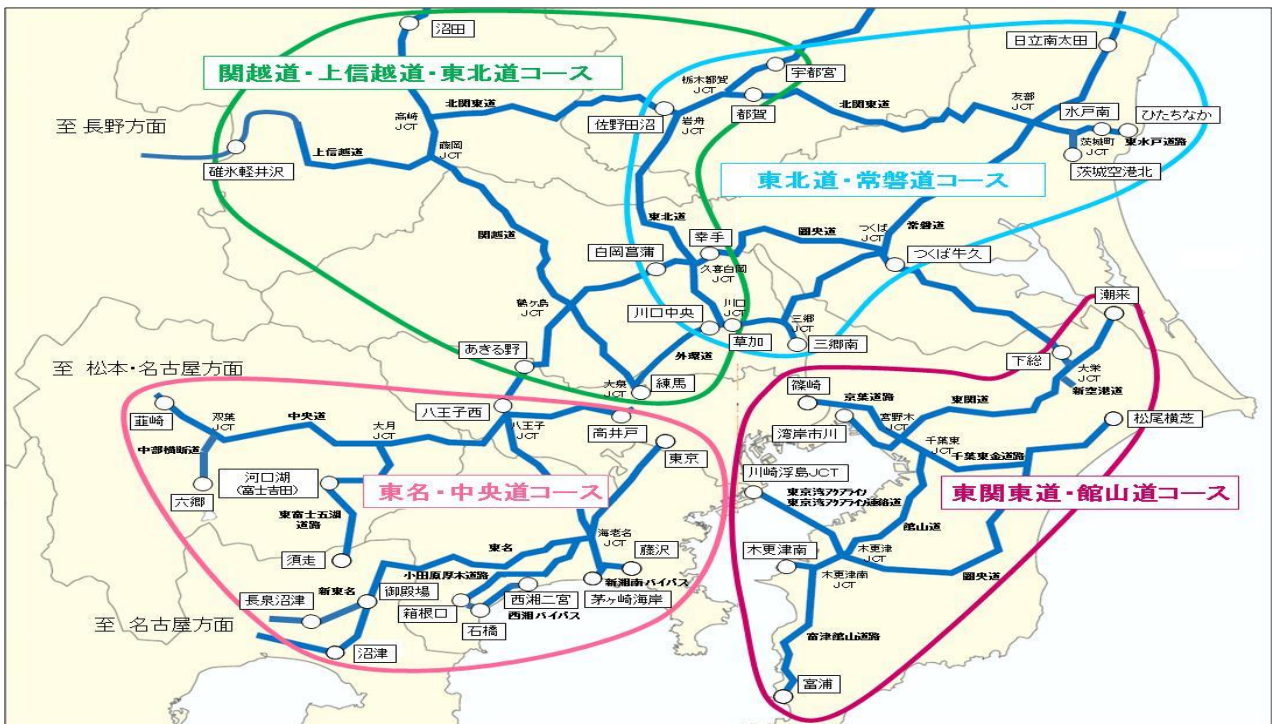 沼田
日立南太田
関越道・上信越道・東北道コース
宇都宮
栃木都賀
JCT
都賀
北関東道
佐野田沼
岩舟
JCT
北関東道
友部
JCT
水戸南
ひたちなか
茨城町
JCT
東水戸道路
茨城空港北
高崎
JCT
至 長野方面
碓氷軽井沢
上信越道
藤岡
JCT
東北道・常磐道コース
東北道
関越道
幸手
圏央道
つくば
JCT
常磐道
白岡菖蒲
久喜白岡
JCT
つくば牛久
鶴ヶ島
JCT
川口中央
川口
JCT
草加
三郷
JCT
三郷南
潮来
外環道
あきる野
大泉
JCT
練馬
下総
大栄
JCT
新空港道
至 松本・名古屋方面
篠崎
京葉道路
東関道
八王子西
八王子
JCT
高井戸
湾岸市川
宮野木
JCT
松尾横芝
韮崎
双葉
JCT
中央道
大月
JCT
東京
千葉東
JCT
千葉東金道路
中部横断道
川崎浮島JCT
河口湖
(富士吉田)
東名・中央道コース
東関東道・館山道コース
六郷
東京湾アクアライン
東京湾アクアライン連絡道
東富士五湖
道路
館山道
須走
東名
海老名
JCT
藤沢
木更津南
木更津
JCT
木更津南
JCT
圏央道
小田原厚木道路
新湘南バイパス
新東名
御殿場
長泉沼津
箱根口
西湘二宮
茅ヶ崎海岸
西湘バイパス
石橋
至 名古屋方面
沼津
富津館山道路
富浦